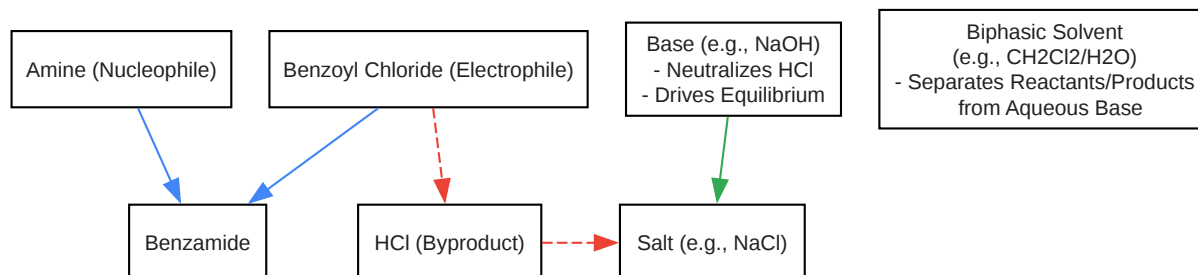 Amine (Nucleophile)
Benzoyl Chloride (Electrophile)
Base (e.g., NaOH)
- Neutralizes HCl
- Drives Equilibrium
Biphasic Solvent
(e.g., CH2Cl2/H2O)
- Separates Reactants/Products
from Aqueous Base
Benzamide
HCl (Byproduct)
Salt (e.g., NaCl)